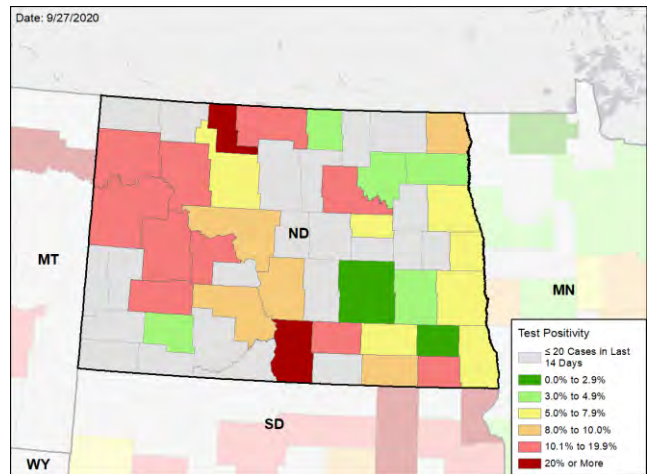 Date: 9/27/2020
ND
MT
MN
SD
WY
Test Positivity
≤ 20 Cases in Last
14 Days
0.0% to 2.9%
3.0% to 4.9%
5.0% to 7.9%
8.0% to 10.0%
10.1% to 19.9%
20% or More